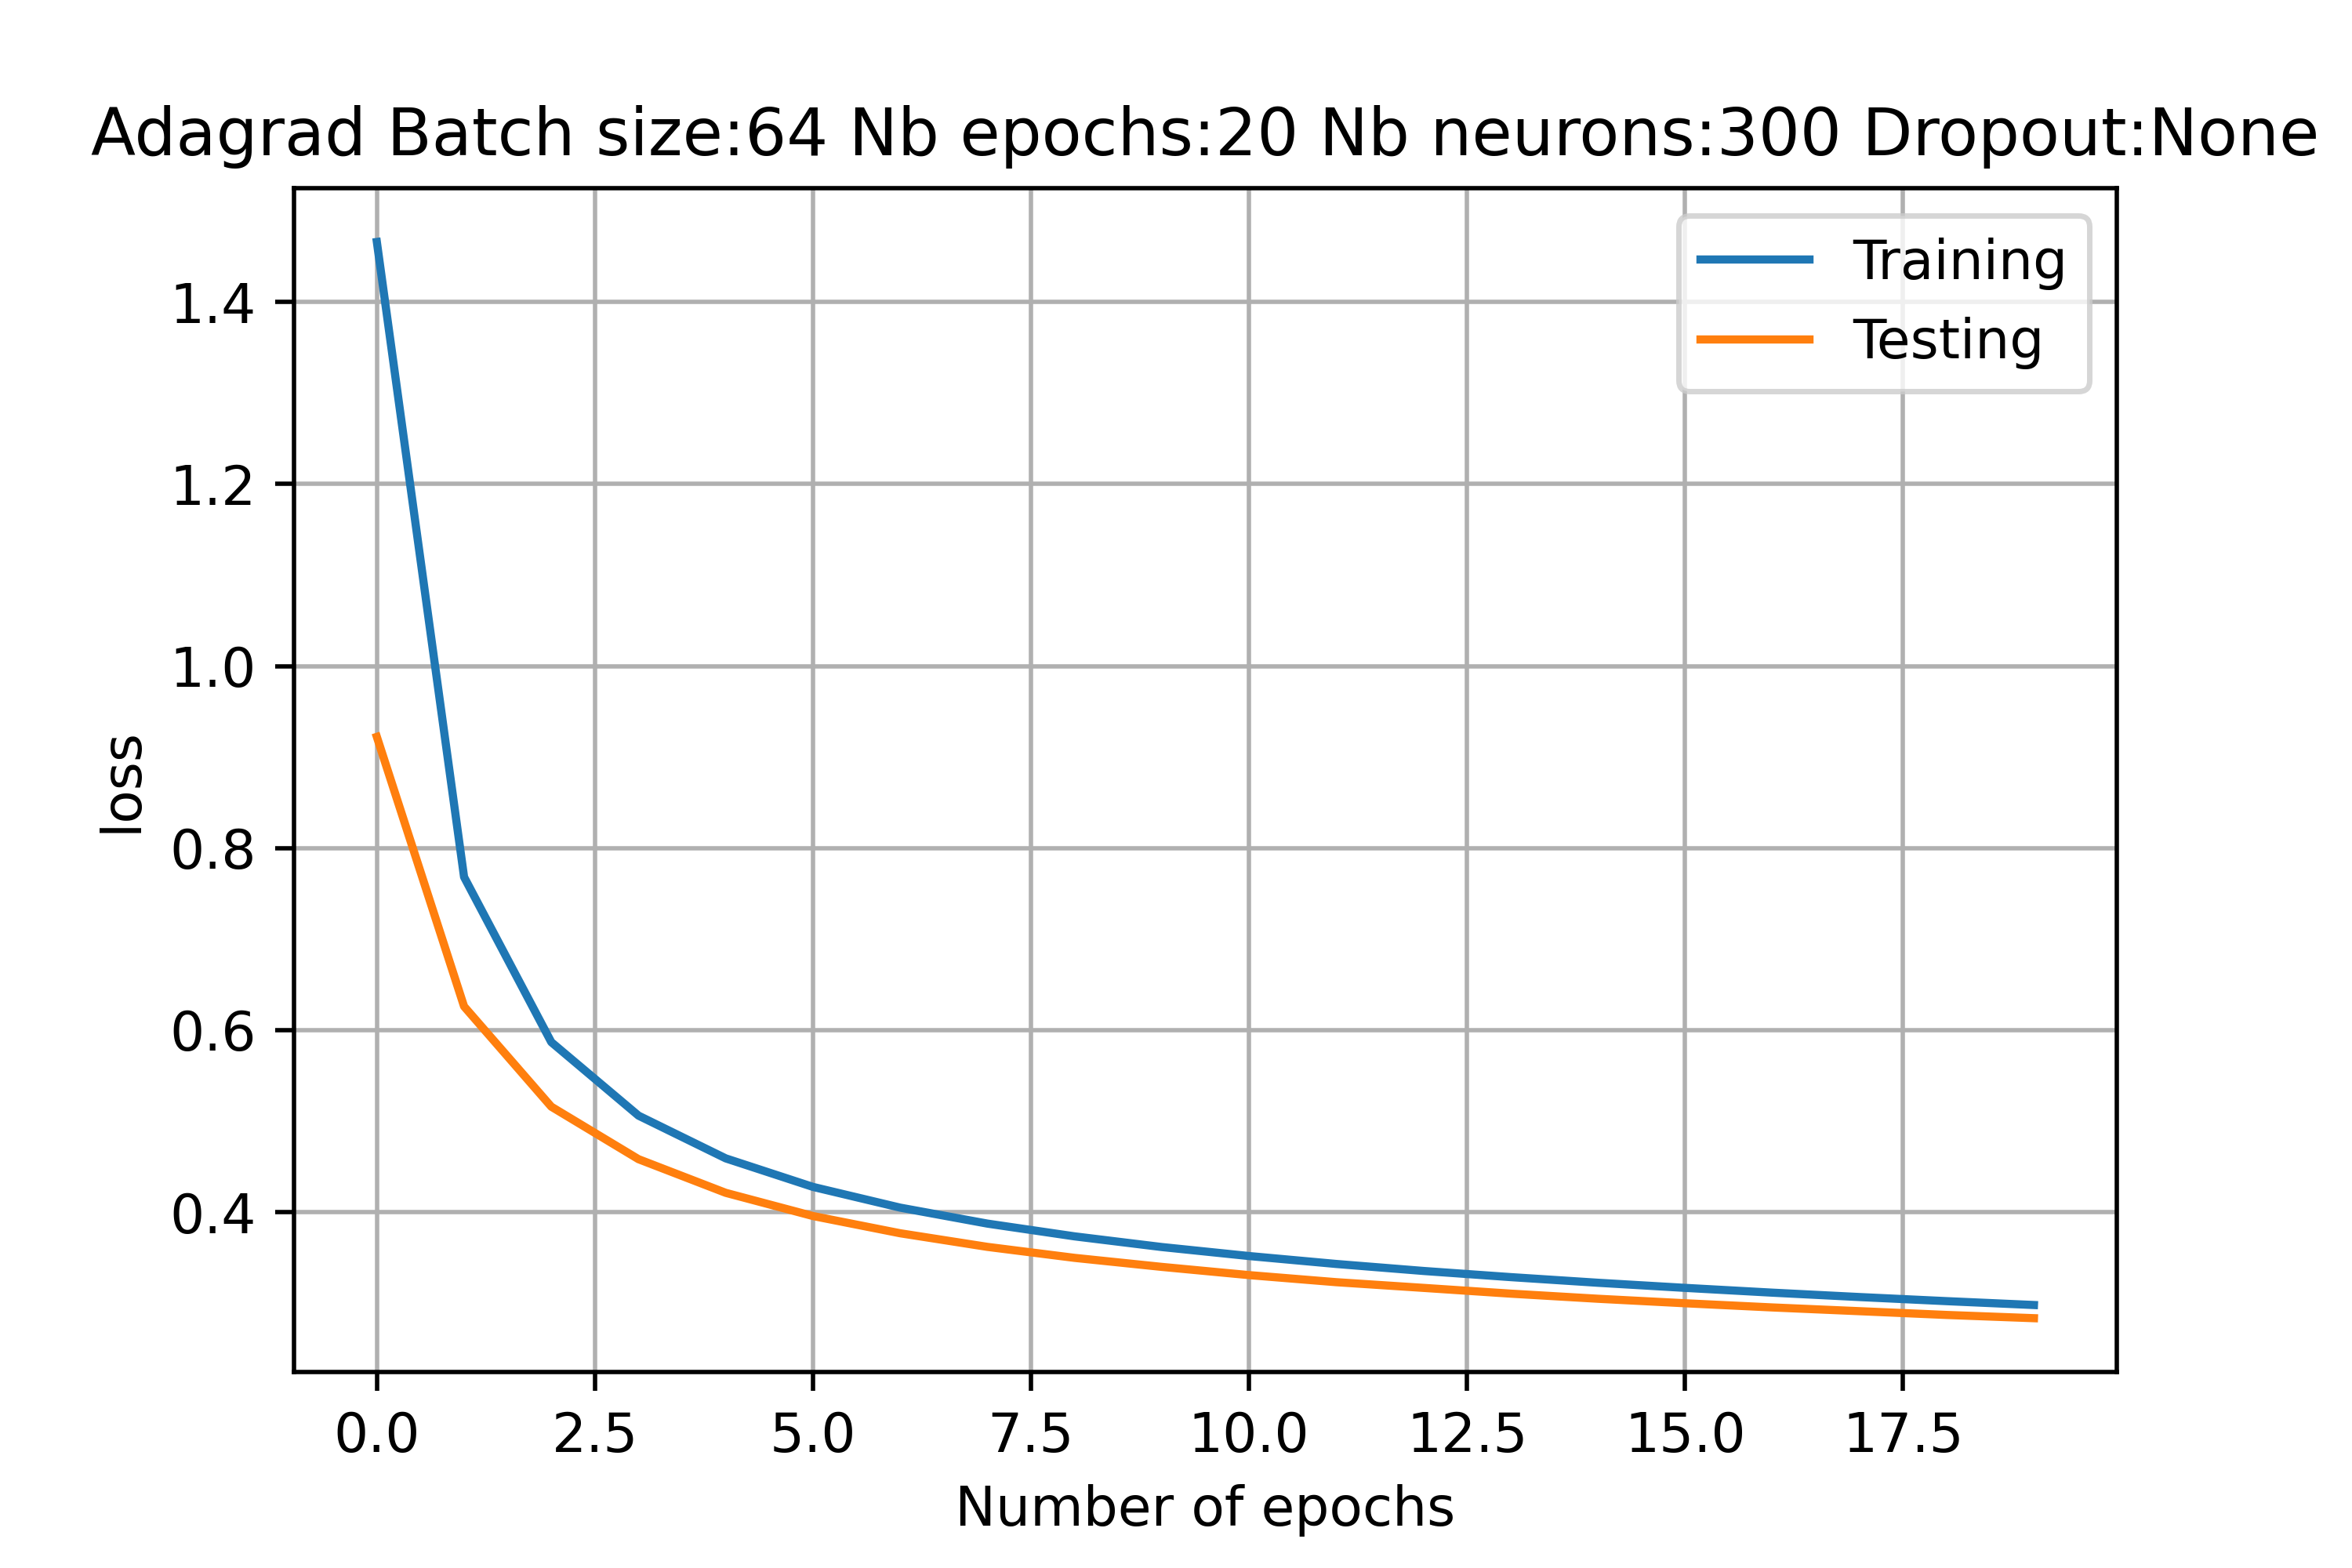 Adagrad Batch size:64 Nb epochs:20 Nb neurons:300 Dropout:None
Training
Testing
1.4
1.2
1.0
0.8
0.6
0.4
loss
0.0 2.5 5.0 7.5 10.0 12.5 15.0 17.5
Number of epochs